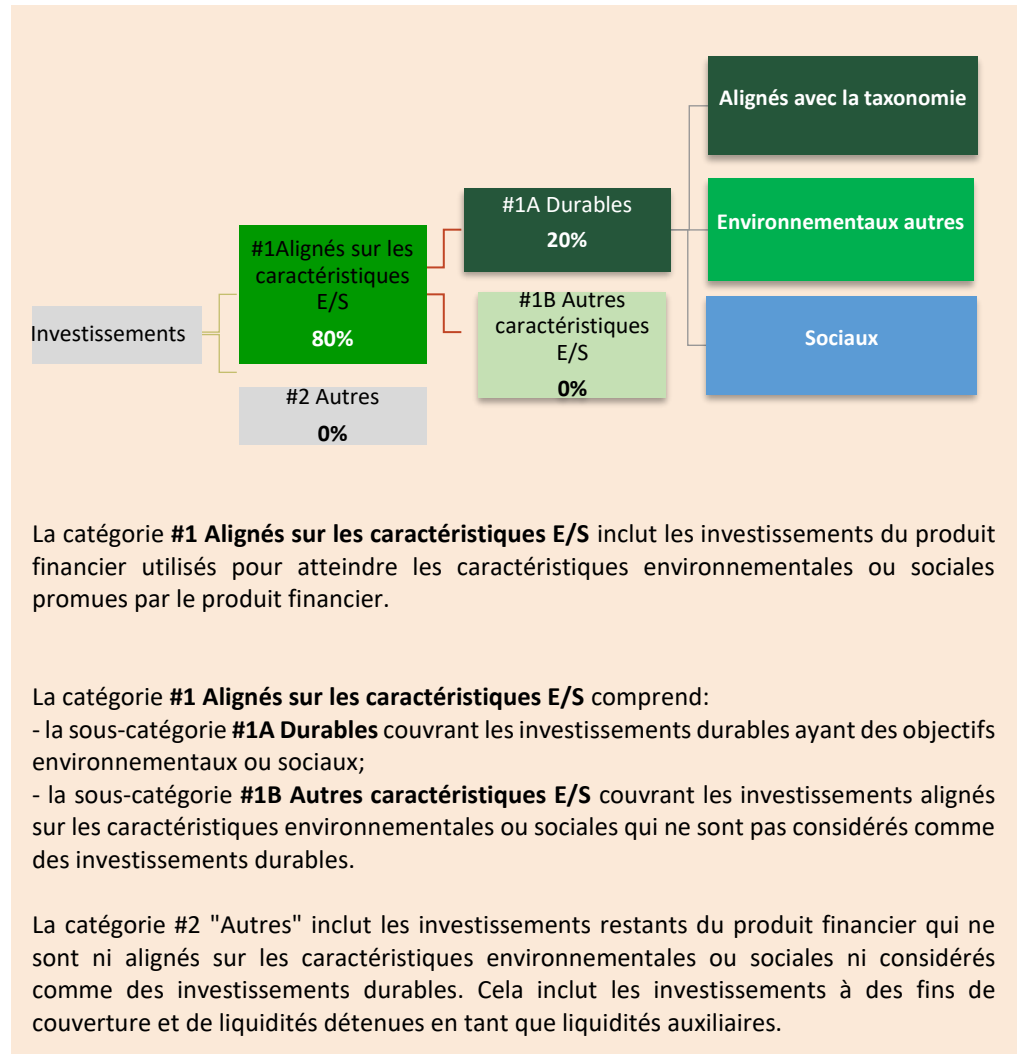 Alignés avec la taxonomie
#1A Durables
20%
Environnementaux autres
#1Alignés sur les
caractéristiques
E/S
80%
#1B Autres
caractéristiques
E/S
0%
Investissements
Sociaux
#2 Autres
0%
La catégorie #1 Alignés sur les caractéristiques E/S inclut les investissements du produit
financier utilisés pour atteindre les caractéristiques environnementales ou sociales
promues par le produit financier.
La catégorie #1 Alignés sur les caractéristiques E/S comprend:
- la sous-catégorie #1A Durables couvrant les investissements durables ayant des objectifs
environnementaux ou sociaux;
- la sous-catégorie #1B Autres caractéristiques E/S couvrant les investissements alignés
sur les caractéristiques environnementales ou sociales qui ne sont pas considérés comme
des investissements durables.
La catégorie #2 "Autres" inclut les investissements restants du produit financier qui ne
sont ni alignés sur les caractéristiques environnementales ou sociales ni considérés
comme des investissements durables. Cela inclut les investissements à des fins de
couverture et de liquidités détenues en tant que liquidités auxiliaires.